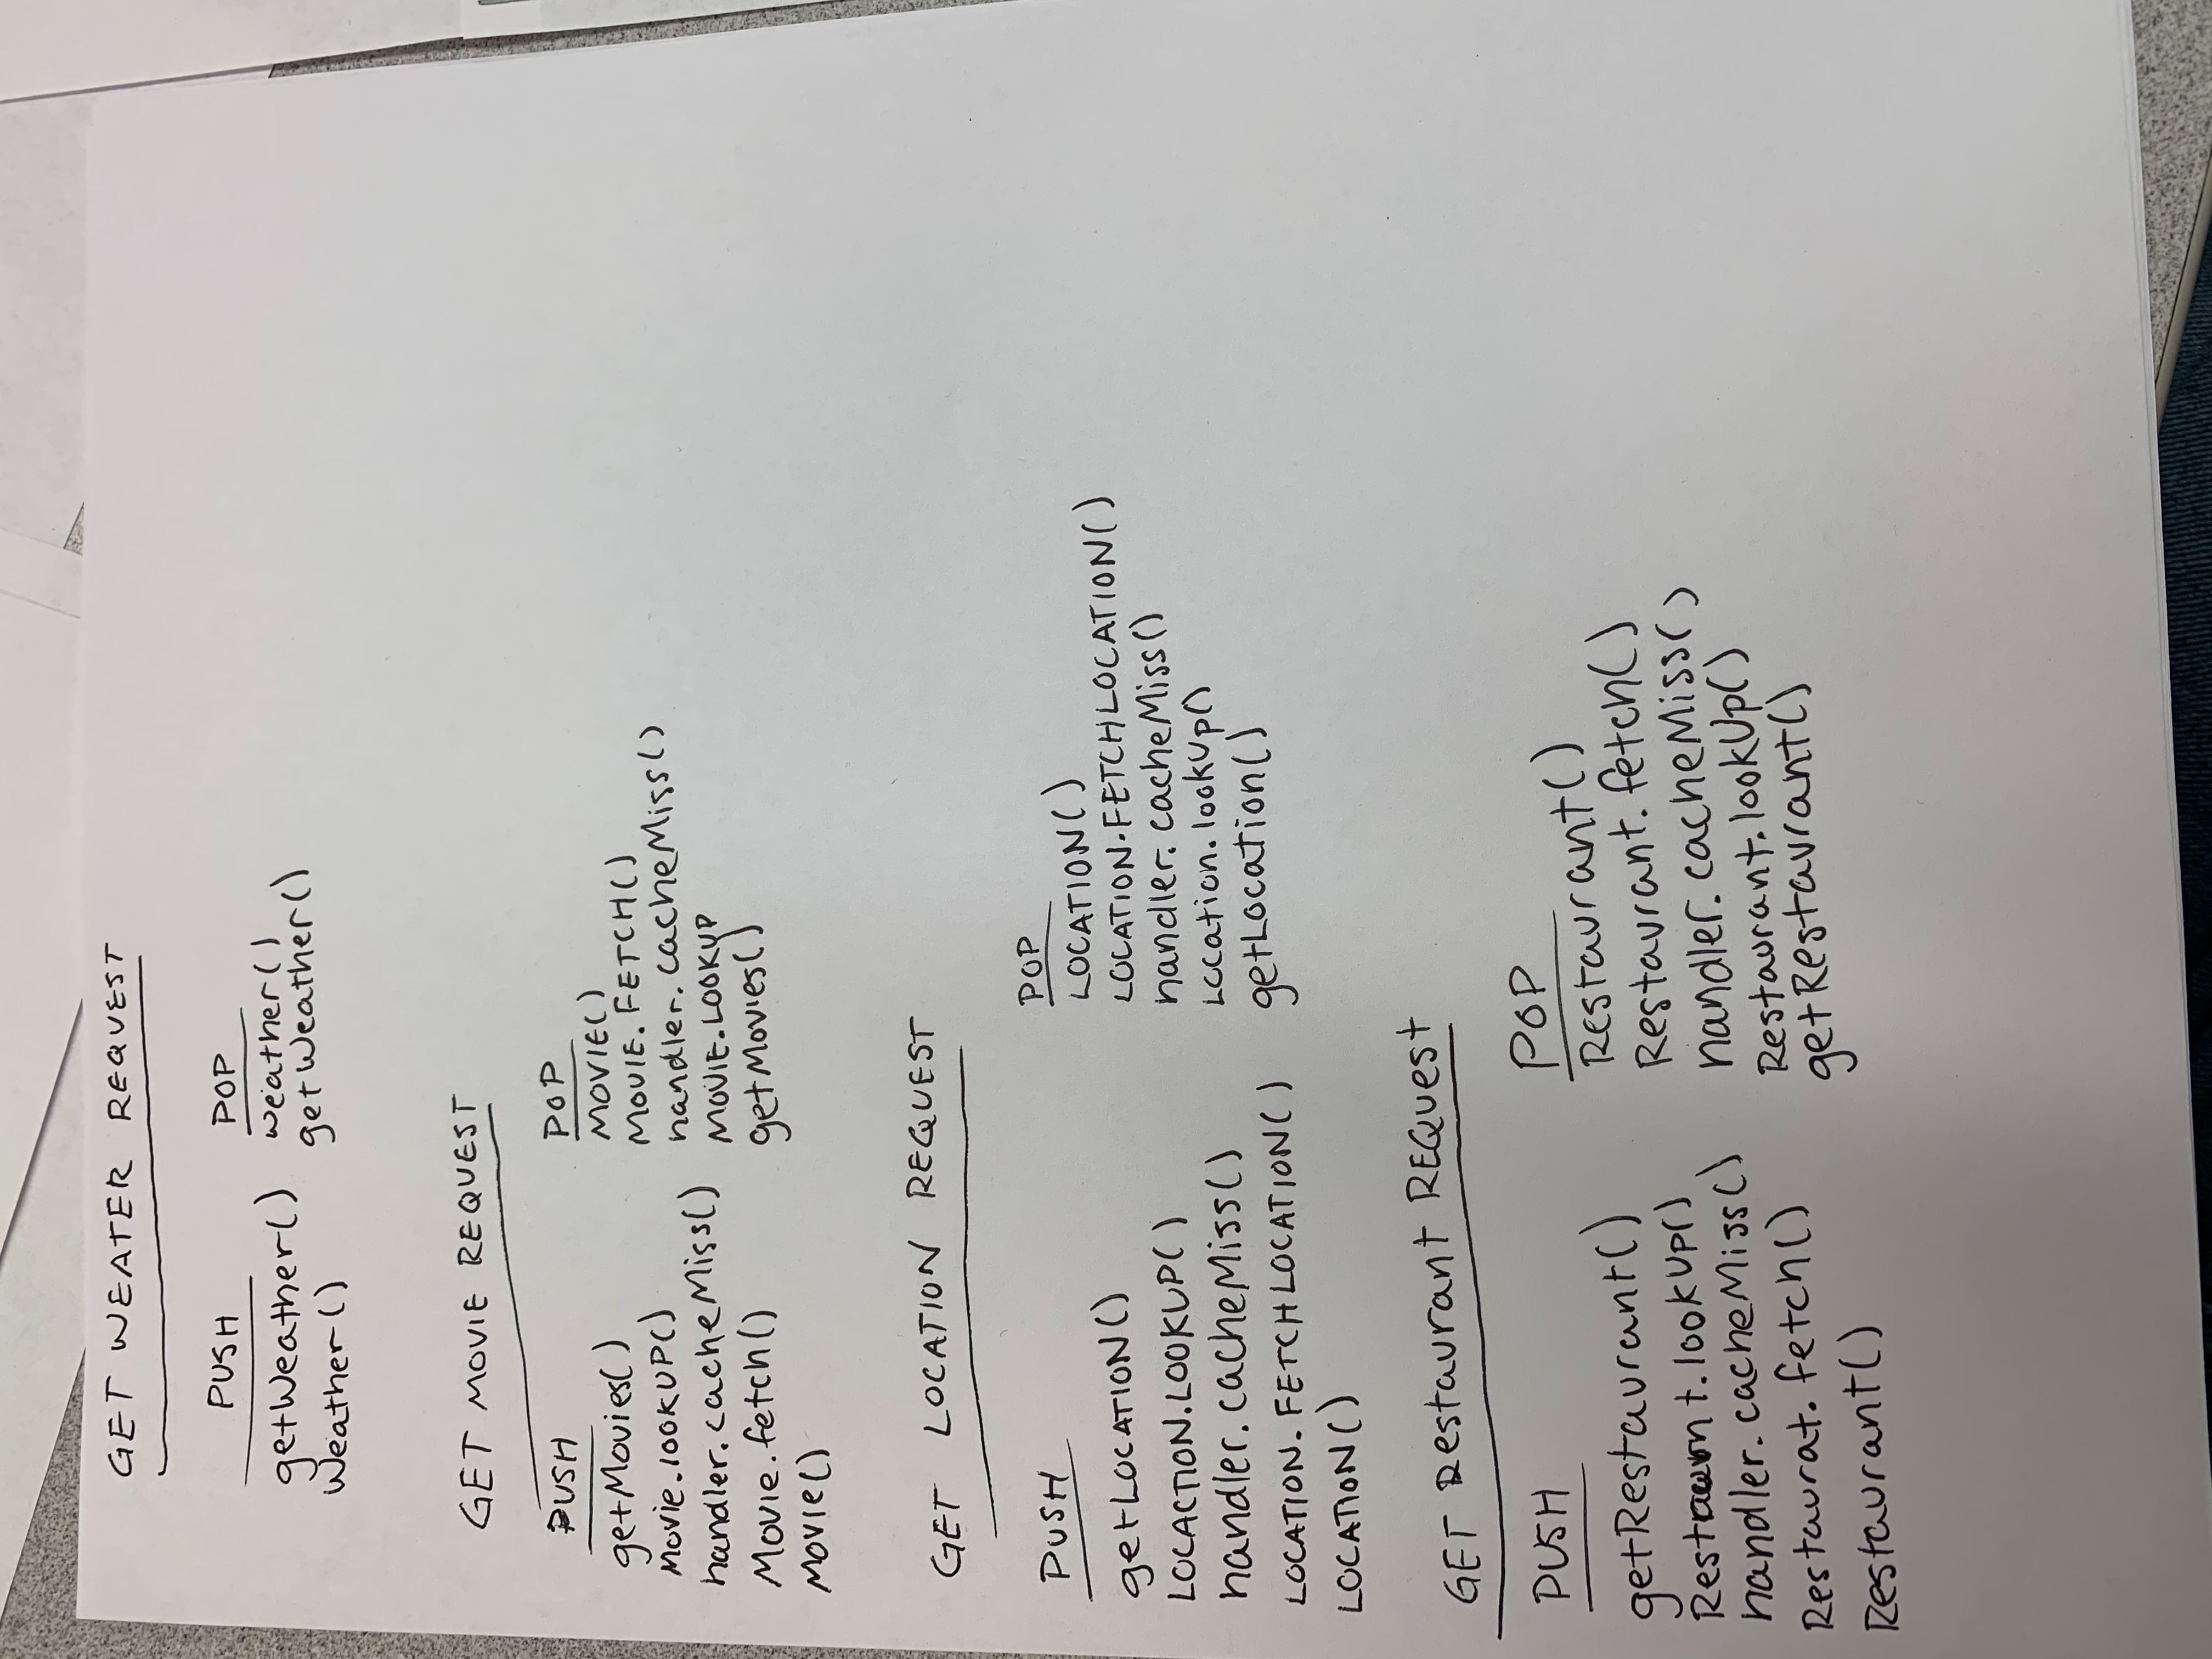 GET WEATER REQUEST
PUSH
getWeather()
Weather()
POP
weather()
getWeather()
GET MOVIE REQUEST
PUSH
getMovies()
Movie.lookUP()
handler.cacheMiss()
Movie.fetch()
Movie()
POP
MOVIE()
MOVIE.FETCH()
handler.cacheMiss()
MOVIE.LOOKUP
getMovies()
GET LOCATION REQUEST
PUSH
getLOCATION()
LOCACTION.LOOKUP()
handler.cacheMiss()
LOCATION.FETCHLOCATION()
LOCATION()
POP
LOCATION()
LOCATION.FETCHLOCATION()
handler.cacheMiss()
Location.lookUp()
getLocation()
GET Restaurant REQuest
PUSH
getRestaurant()
handler.cacheMiss()
Restaurat.fetch()
Restaurant()
POP
Restaurant()
Restaurant.fetch()
handler.cacheMiss()
Restaurant.lookUp()
getRestaurant()